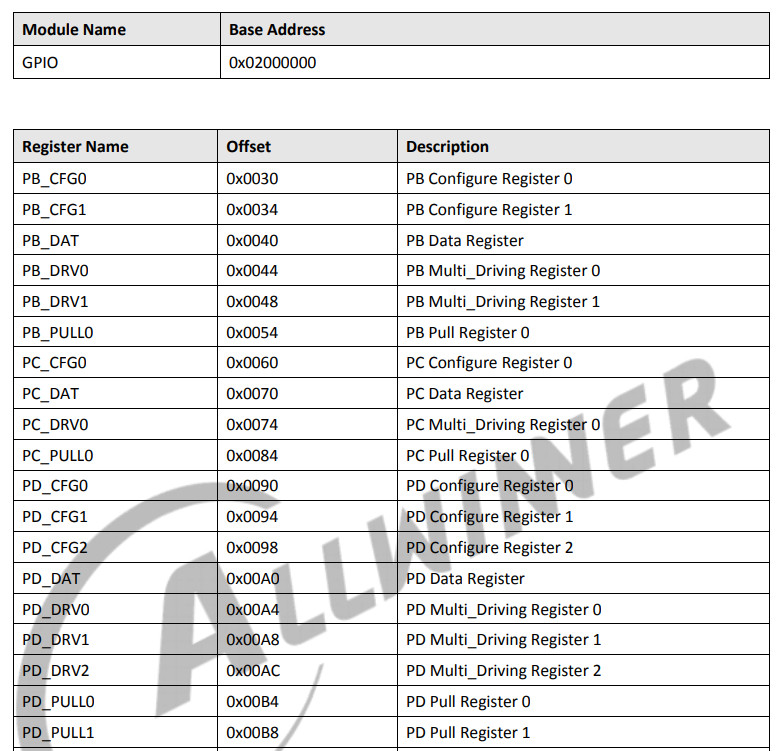 Module Name Base Address
GPIO 0x02000000
Register Name Offset Description
PB_CFG0 0x0030 PB Configure Register 0
PB_CFG1 0x0034 PB Configure Register 1
PB_DAT 0x0040 PB Data Register
PB_DRV0 0x0044 PB Multi_Driving Register 0
PB_DRV1 0x0048 PB Multi_Driving Register 1
PB_PULL0 0x0054 PB Pull Register 0
PC_CFG0 0x0060 PC Configure Register 0
PC_DAT 0x0070 PC Data Register
PC_DRV0 0x0074 PC Multi_Driving Register 0
PC_PULL0 0x0084 PC Pull Register 0
PD_CFG0 0x0090 PD Configure Register 0
PD_CFG1 0x0094 PD Configure Register 1
PD_CFG2 0x0098 PD Configure Register 2
PD_DAT 0x00A0 PD Data Register
PD_DRV0 0x00A4 PD Multi_Driving Register 0
PD_DRV1 0x00A8 PD Multi_Driving Register 1
PD_DRV2 0x00AC PD Multi_Driving Register 2
PD_PULL0 0x00B4 PD Pull Register 0
PD_PULL1 0x00B8 PD Pull Register 1
ALLWINNER